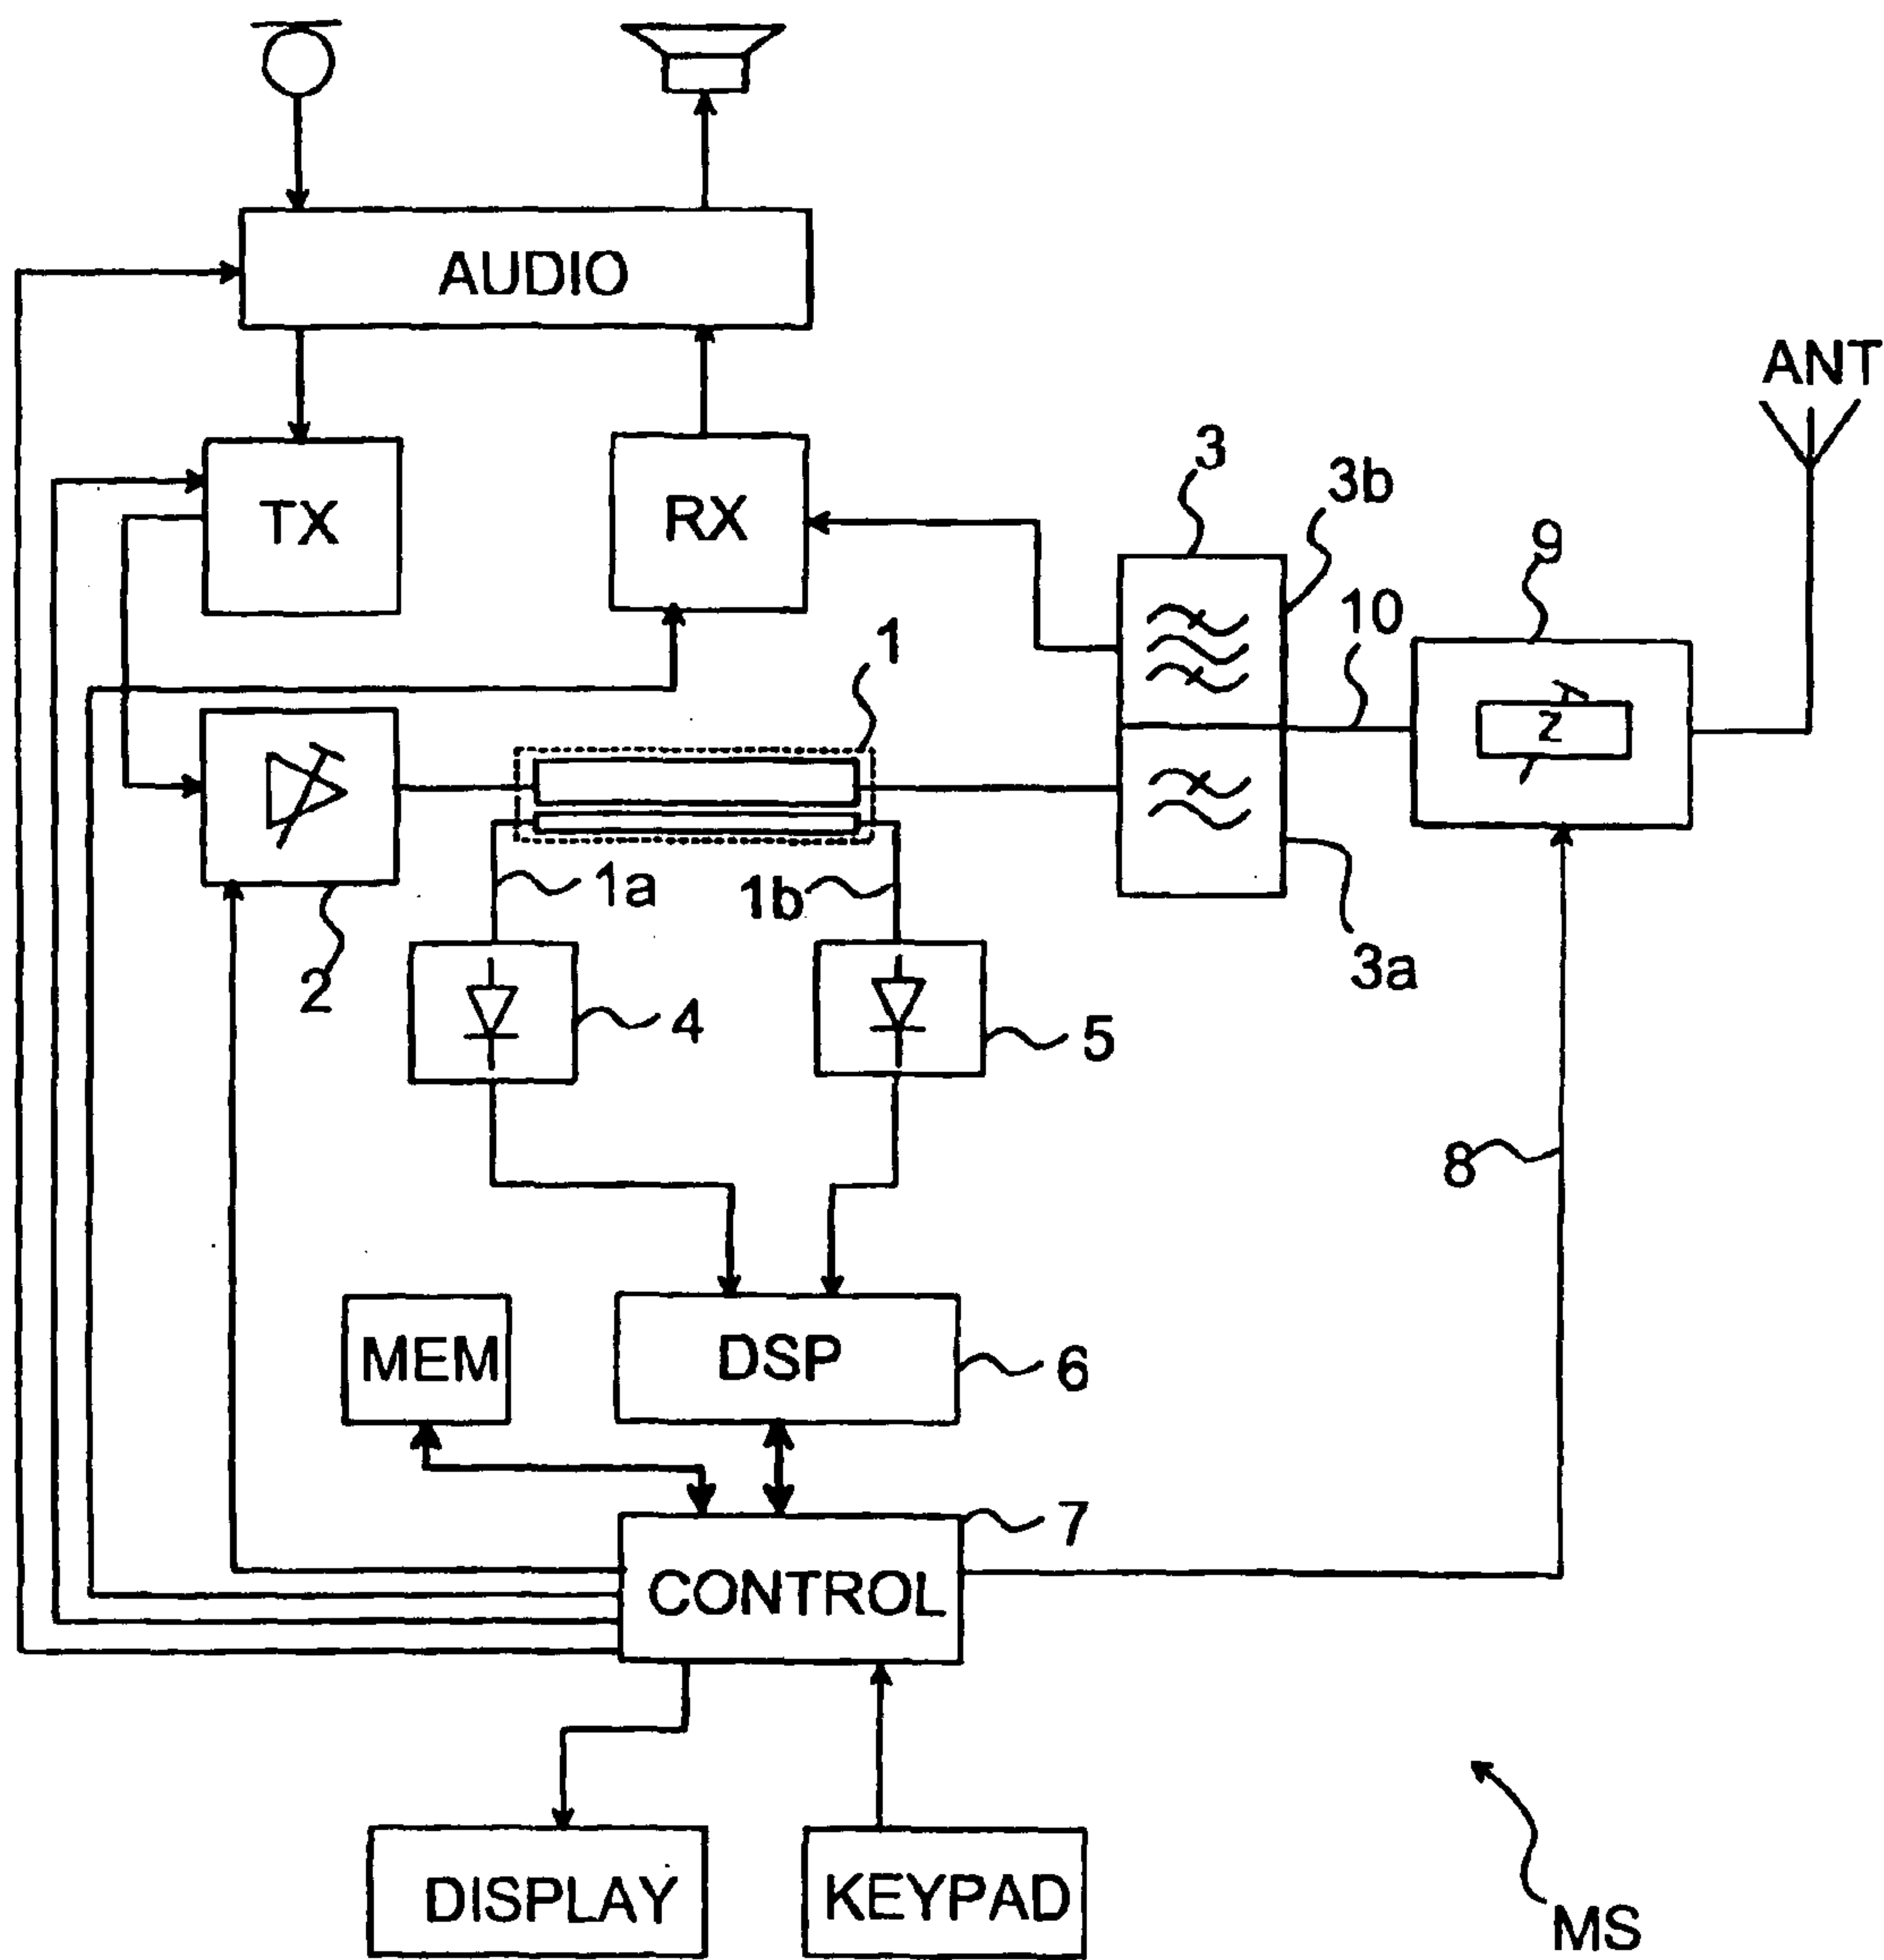 AUDIO
ANT
TX
RX
3
3b
9
10
1
Z
1a
1b
2
3a
4
5
8
MEM
DSP
6
7
CONTROL
DISPLAY
KEYPAD
MS